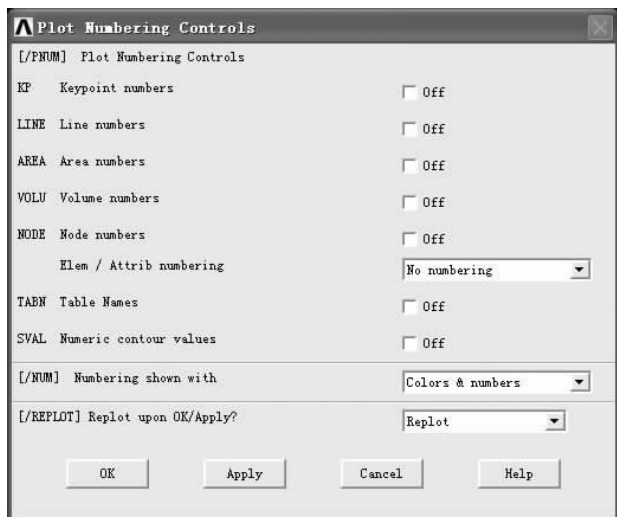 Plot Numbering Controls
[/PNUM] Plot Numbering Controls
KP Keypoint numbers Off
LINE Line numbers Off
AREA Area numbers Off
VOLU Volume numbers Off
NODE Node numbers Off
Elem / Attrib numbering No numbering
TABN Table Names Off
SVAL Numeric contour values Off
[/NUM] Numbering shown with Colors & numbers
[/REPLOT] Replot upon OK/Apply? Replot
OK Apply Cancel Help